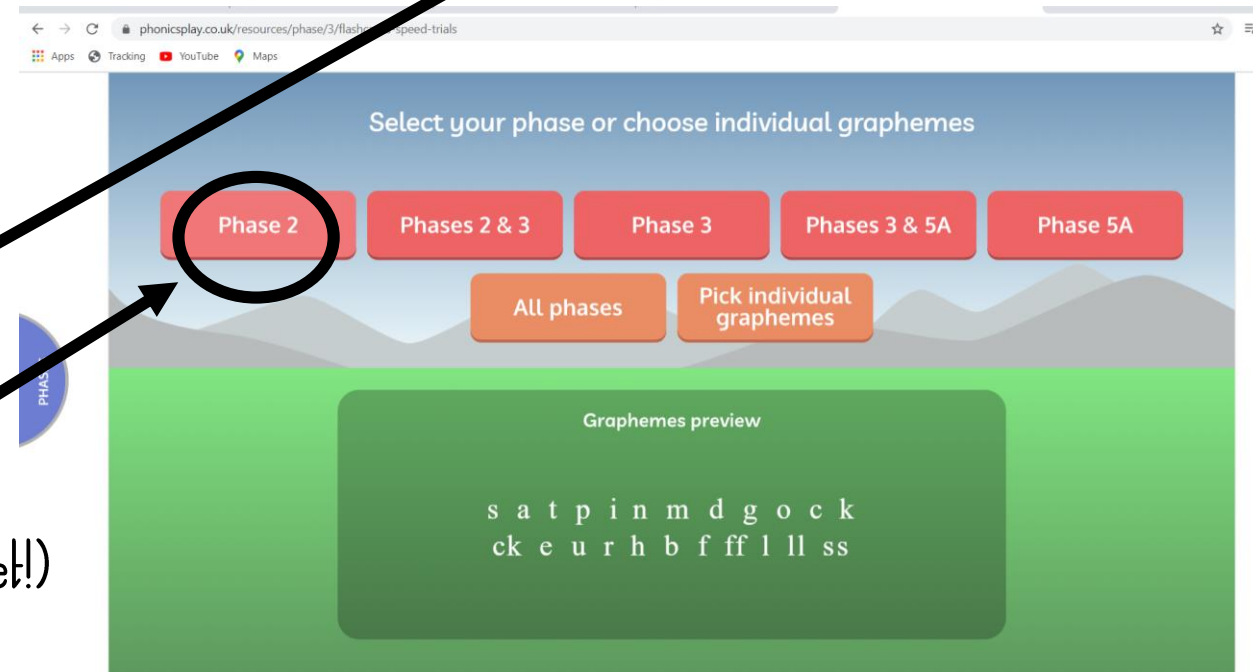 phonicsplay.co.uk/resources/phase/3/flashc speed-trials
Apps Tracking YouTube Maps
Select your phase or choose individual graphemes
Phase 2 Phases 2 & 3 Phase 3 Phases 3 & 5A Phase 5A
All phases Pick individual
graphemes
PHAS
Graphemes preview
s a t p i n m d g o c k
ck e u r h b f ff l ll ss
et!)